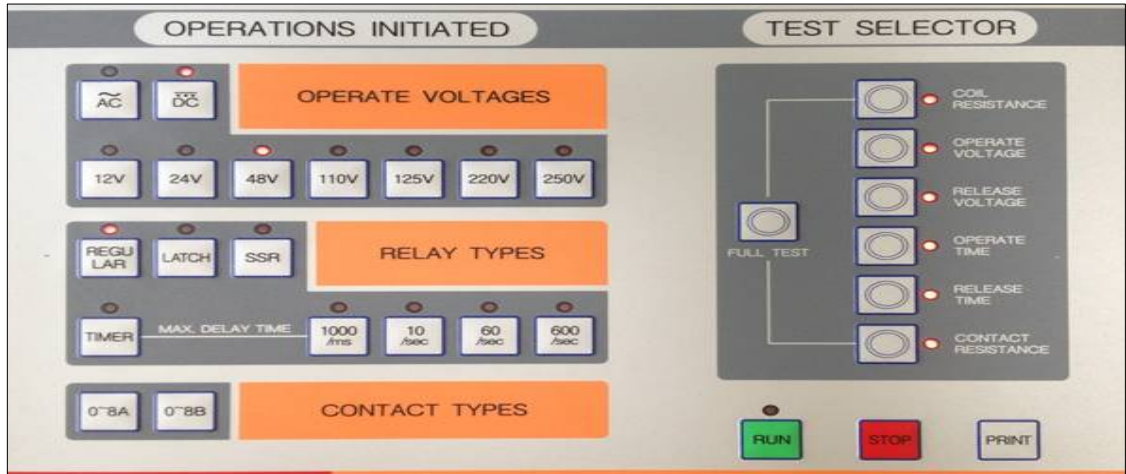 OPERATIONS INITIATED
TEST SELECTOR
AC
DC
OPERATE VOLTAGES
12V
24V
48V
110V
125V
220V
250V
REGU
LAR
LATCH
SSR
RELAY TYPES
TIMER
MAX. DELAY TIME
1000
/ms
10
/sec
60
/sec
600
/sec
0~8A
0~8B
CONTACT TYPES
FULL TEST
COIL
RESISTANCE
OPERATE
VOLTAGE
RELEASE
VOLTAGE
OPERATE
TIME
RELEASE
TIME
CONTACT
RESISTANCE
RUN
STOP
PRINT